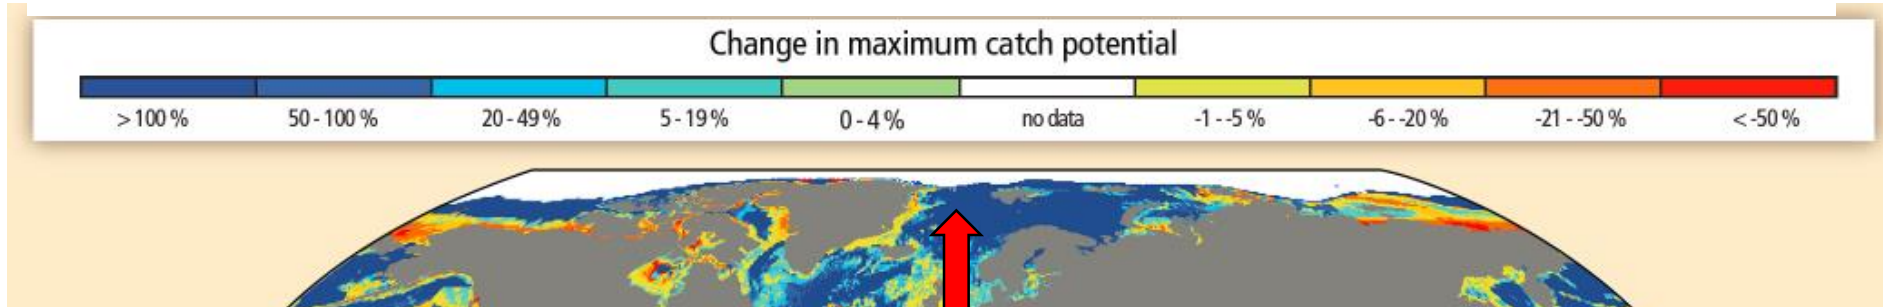 Change in maximum catch potential
> 100 % 50 - 100 % 20 - 49 % 5 - 19 % 0 - 4 % no data -1 - -5 % -6 - -20 % -21 - -50 % < -50 %